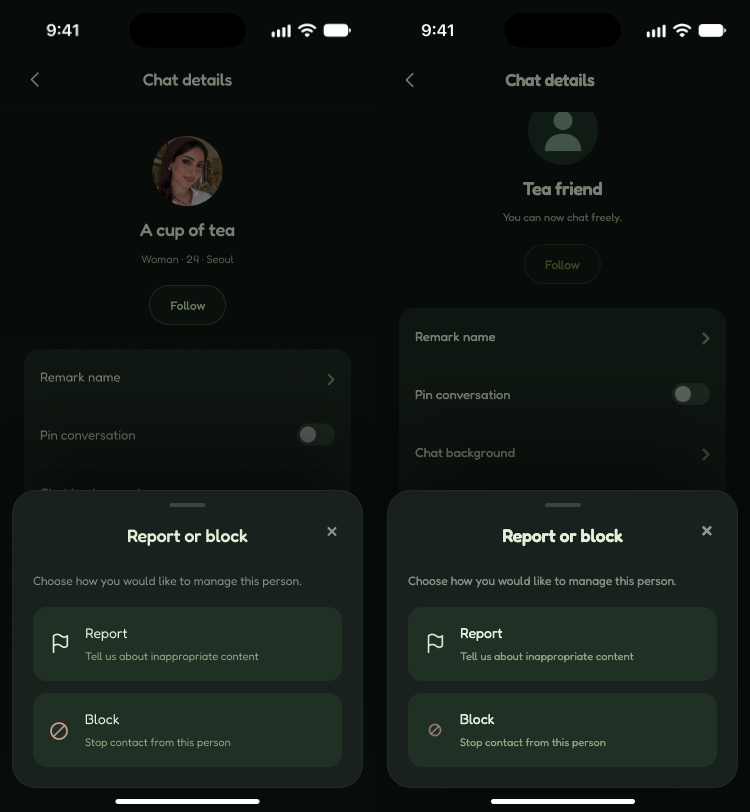 9:41
Chat details
A cup of tea
Woman · 24 · Seoul
Follow
Remark name
Pin conversation
Report or block
Choose how you would like to manage this person.
Report
Tell us about inappropriate content
Block
Stop contact from this person
9:41
Chat details
Tea friend
You can now chat freely.
Follow
Remark name
Pin conversation
Chat background
Report or block
Choose how you would like to manage this person.
Report
Tell us about inappropriate content
Block
Stop contact from this person